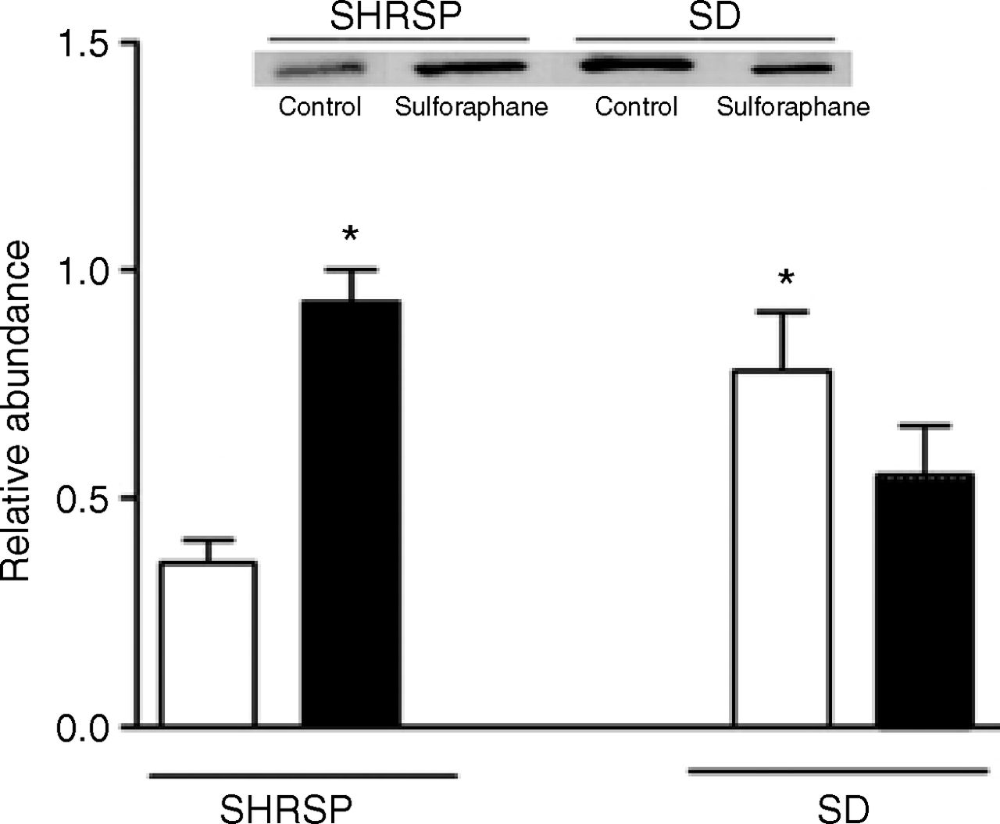 SHRSP SD
1.5
Control Sulforaphane Control Sulforaphane
*
1.0
*
Relative abundance
0.5
0.0
SHRSP SD